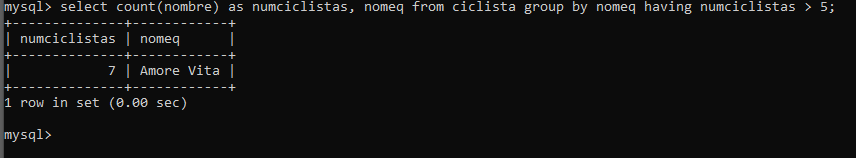 mysql> select count(nombre) as numciclistas, nomeq from ciclista group by nomeq having numciclistas > 5;
+--------------+------------+
| numciclistas | nomeq      |
+--------------+------------+
|            7 | Amore Vita |
+--------------+------------+
1 row in set (0.00 sec)
mysql>